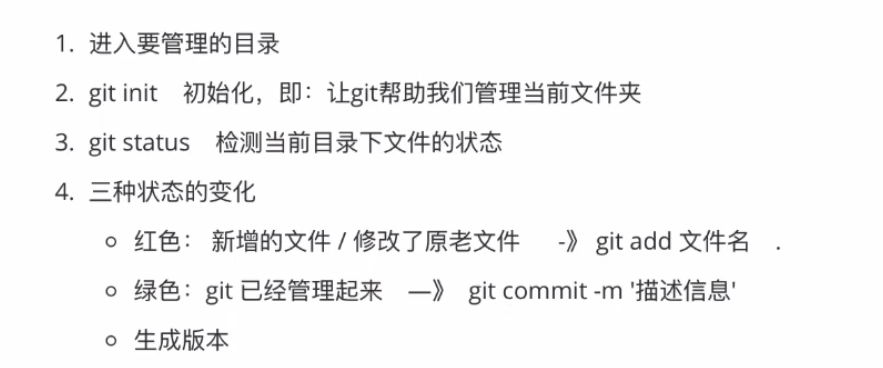 1. 进入要管理的目录
2. git init 初始化，即：让git帮助我们管理当前文件夹
3. git status 检测当前目录下文件的状态
4. 三种状态的变化
○ 红色： 新增的文件 / 修改了原老文件 -》 git add 文件名 .
○ 绿色：git 已经管理起来 —》 git commit -m '描述信息'
○ 生成版本